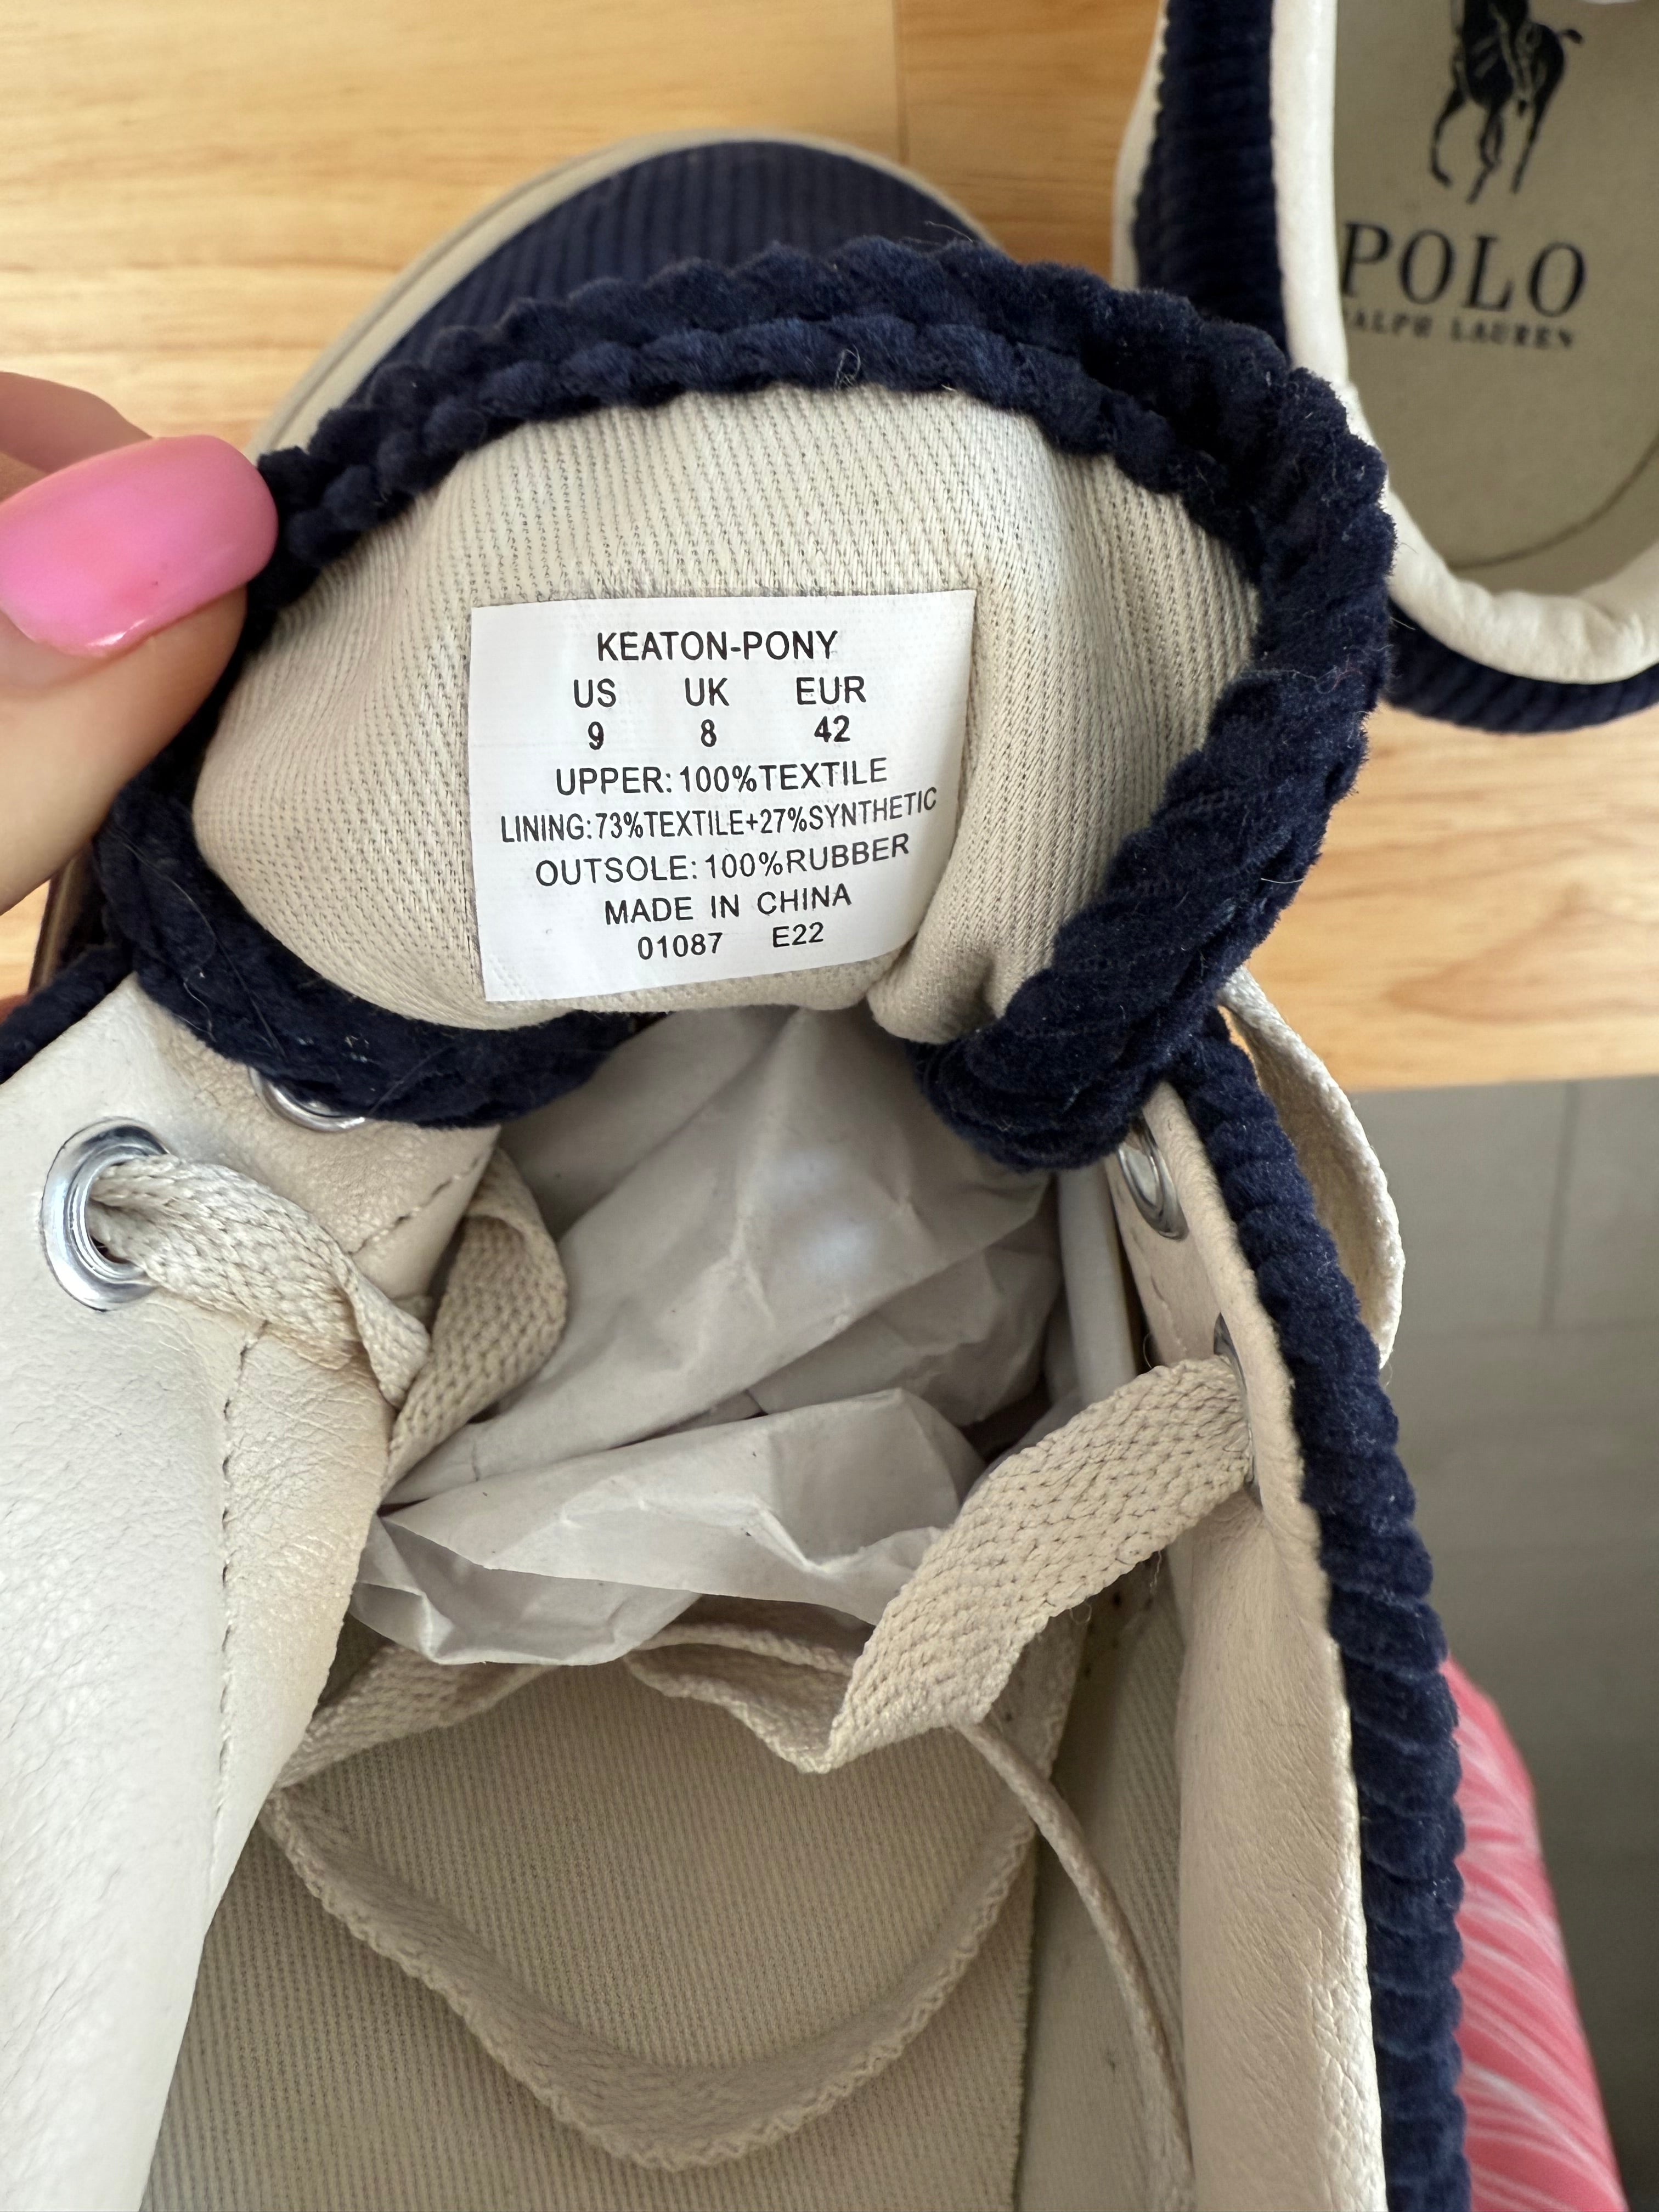 POLO
RALPH LAUREN
KEATON-PONY
US UK EUR
9 8 42
UPPER: 100%TEXTILE
LINING: 73%TEXTILE+27%SYNTHETIC
OUTSOLE: 100%RUBBER
MADE IN CHINA
01087 E22